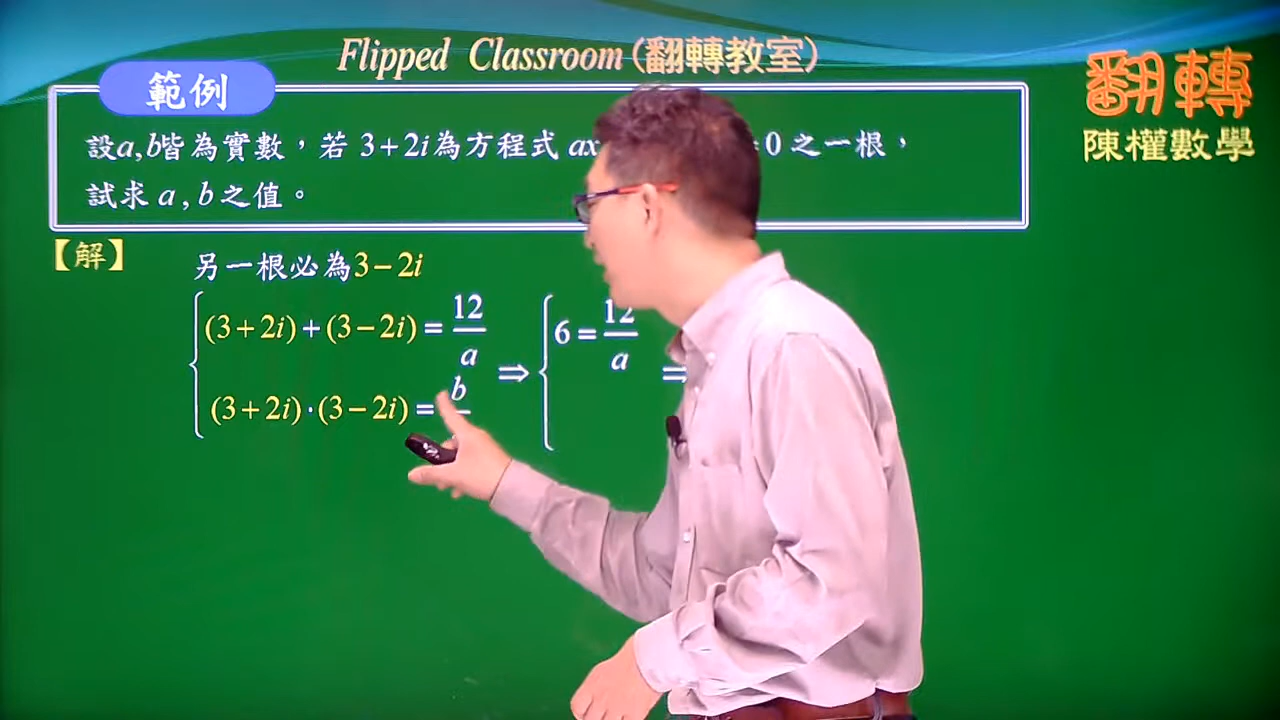 Flipped Classroom(翻轉教室)
翻轉
陳權數學
範例
設a,b皆為實數，若 3+2i為方程式 ax 0 之一根，
試求 a , b 之值。
【解】
另一根必為3-2i
(3+2i)+(3-2i)=12/a ⇒ 6=12/a ⇒
(3+2i)·(3-2i)=b